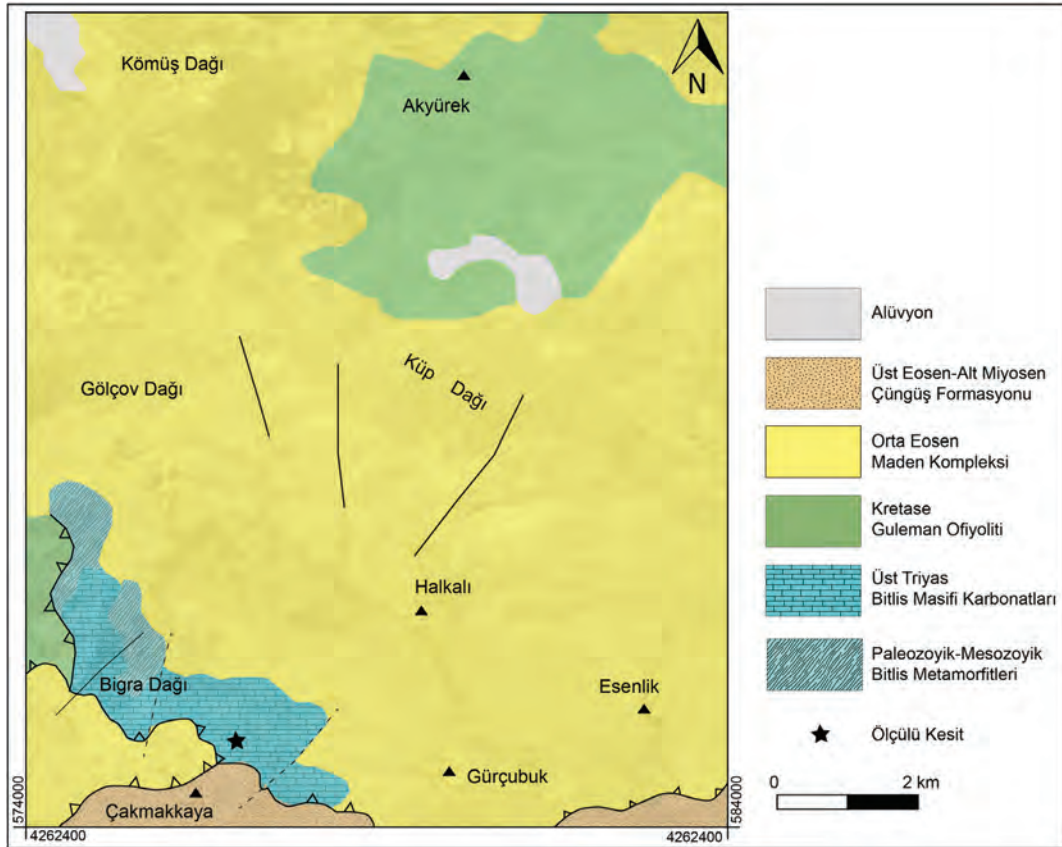 Kömüş Dağı
Akyürek
N
Küp Dağı
Gölçov Dağı
Halkalı
Bigra Dağı
Esenlik
Gürçubuk
Çakmakkaya
574000
4262400
4262400
584000
Alüvyon
Üst Eosen-Alt Miyosen
Çüngüş Formasyonu
Orta Eosen
Maden Kompleksi
Kretase
Guleman Ofiyoliti
Üst Triyas
Bitlis Masifi Karbonatları
Paleozoyik-Mesozoyik
Bitlis Metamorfitleri
Ölçülü Kesit
0 2 km